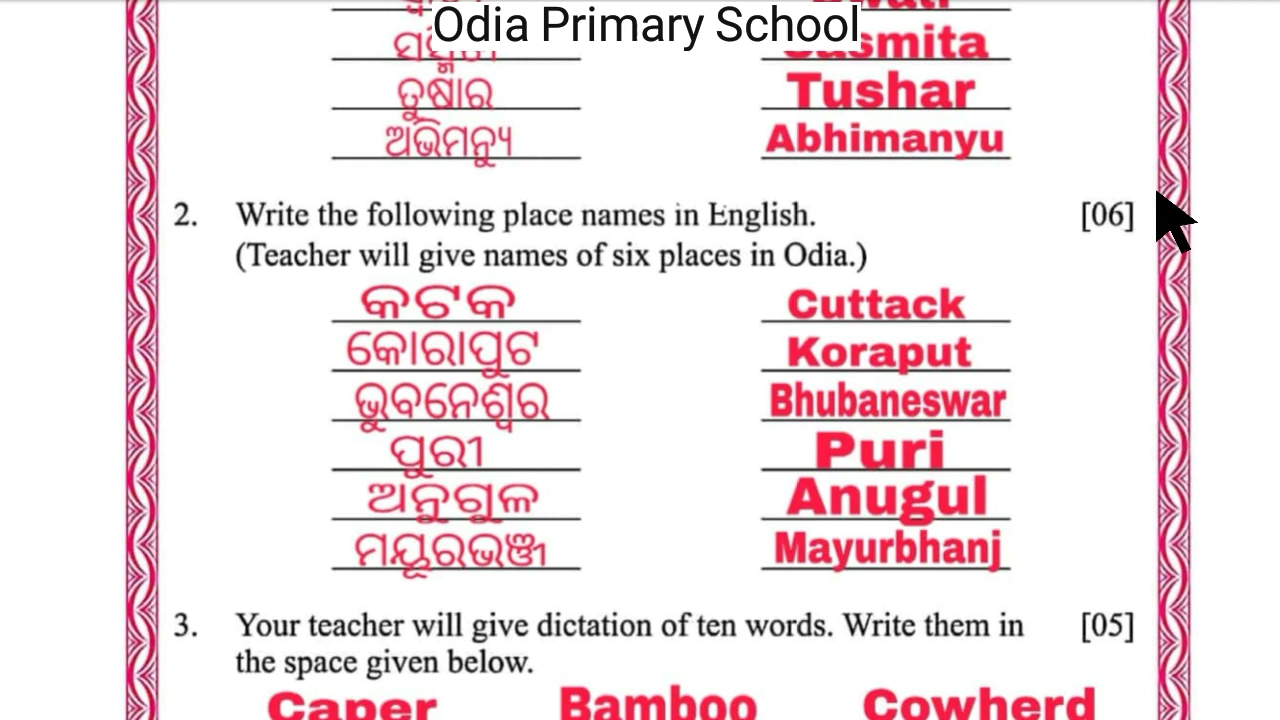 Odia Primary School
Sasmita
ତୁଷାର Tushar
ଅଭିମନ୍ୟୁ Abhimanyu
2. Write the following place names in English. [06]
(Teacher will give names of six places in Odia.)
କଟକ Cuttack
କୋରାପୁଟ Koraput
ଭୁବନେଶ୍ୱର Bhubaneswar
ପୁରୀ Puri
ଅନୁଗୁଳ Anugul
ମୟୂରଭଞ୍ଜ Mayurbhanj
3. Your teacher will give dictation of ten words. Write them in [05]
the space given below.
Caper Bamboo Cowherd